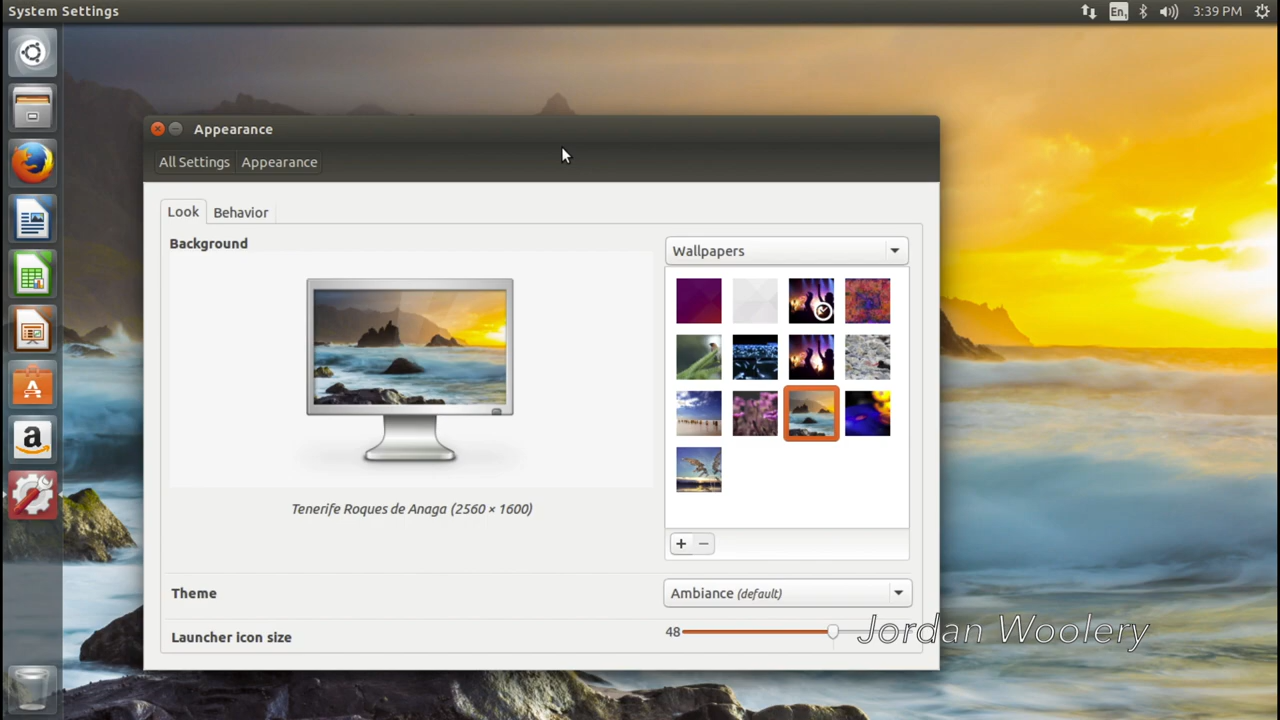 System Settings
En
3:39 PM
Appearance
All Settings
Appearance
Look
Behavior
Background
Wallpapers
a
Tenerife Roques de Anaga (2560 × 1600)
+
−
Theme
Ambiance (default)
Launcher icon size
48
Jordan Woolery